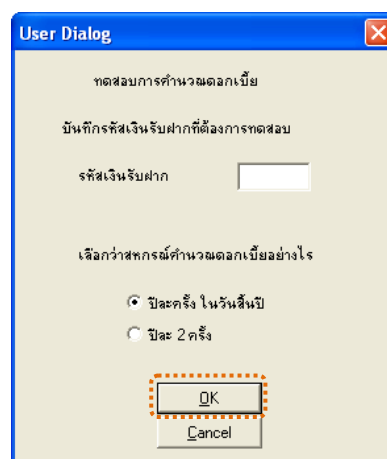 User Dialog
ทดสอบการคำนวณดอกเบี้ย
บันทึกรหัสเงินรับฝากที่ต้องการทดสอบ
รหัสเงินรับฝาก
เลือกว่าสหกรณ์คำนวณดอกเบี้ยอย่างไร
ปีละครั้ง ในวันสิ้นปี
ปีละ 2 ครั้ง
OK
Cancel